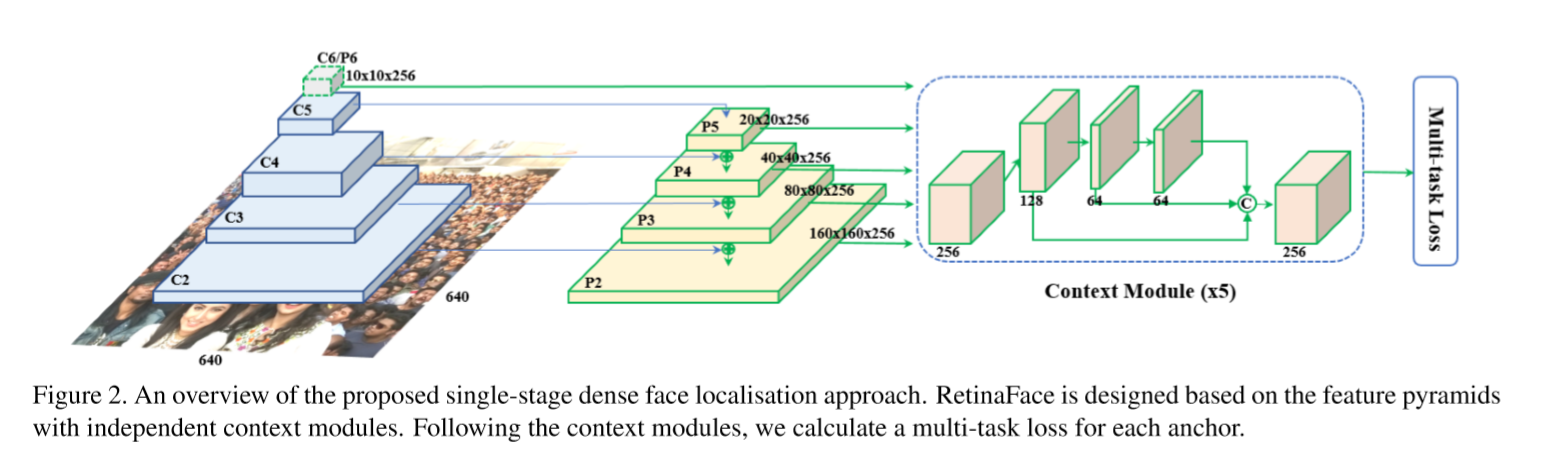 C6/P6
10x10x256
C5
C4
C3
C2
640
640
P5
20x20x256
P4
40x40x256
P3
80x80x256
P2
160x160x256
256
128
64
64
C
256
Context Module (x5)
Multi-task Loss
Figure 2. An overview of the proposed single-stage dense face localisation approach. RetinaFace is designed based on the feature pyramids
with independent context modules. Following the context modules, we calculate a multi-task loss for each anchor.